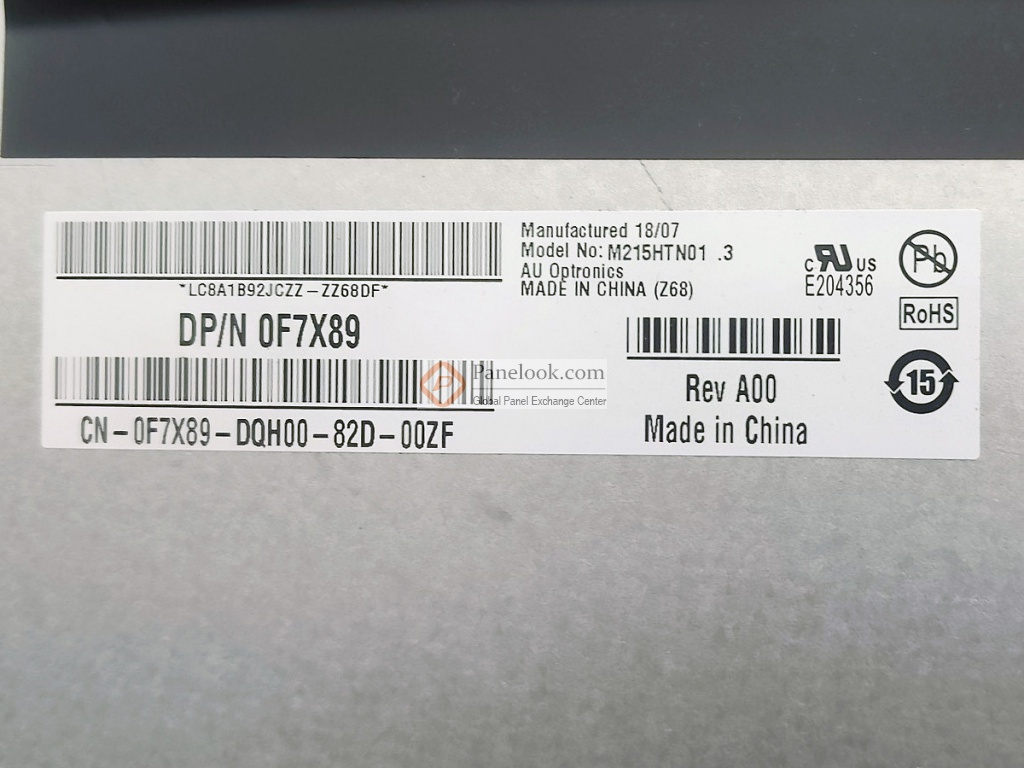 Manufactured 18/07
Model No: M215HTN01 .3
AU Optronics
MADE IN CHINA (Z68)
*LC8A1B92JCZZ-ZZ68DF*
DP/N 0F7X89
CN-0F7X89-DQH00-82D-00ZF
Rev A00
Made in China
c RU US
E204356
Pb
RoHS
15
Panelook.com
Global Panel Exchange Center